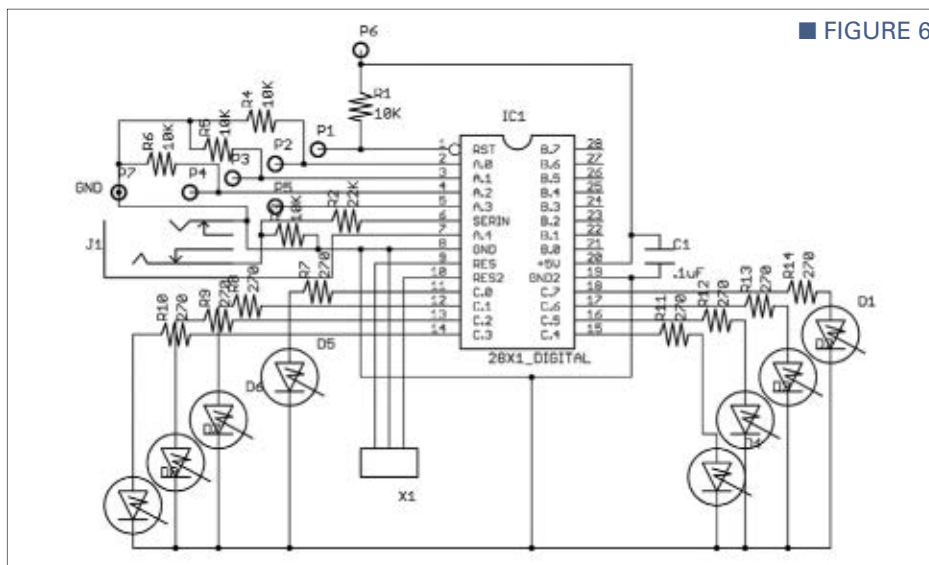 ■ FIGURE 6
P6
R1
10K
IC1
R4
10K
R5
10K
R6
10K
P1
P2
P3
P4
P7
GND
P5
R2
22K
10K
J1
1 RST B.7 28
2 A.0 B.6 27
3 A.1 B.5 26
4 A.2 B.4 25
5 A.3 B.3 24
6 SERIN B.2 23
7 A.4 B.1 22
8 GND B.0 21
9 RES +5V 20
10 RES2 GND2 19
11 C.0 C.7 18
12 C.1 C.6 17
13 C.2 C.5 16
14 C.3 C.4 15
28X1_DIGITAL
C1
.1uF
R7
270
R8
270
R9
270
R10
270
R11
270
R12
270
R13
270
R14
270
D1
D5
D6
X1